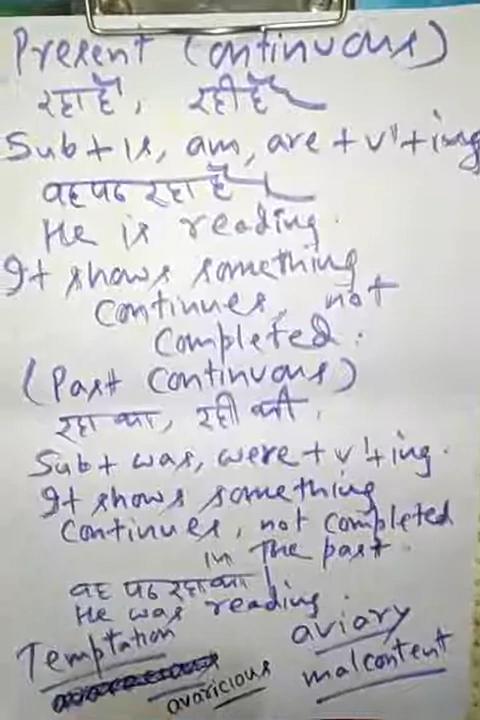 Present (Continuous)
रहा है, रही है
Sub + is, am, are + v¹ + ing
वह पढ रहा है ।
He is reading.
It shows something
continues, not
completed.
(Past Continuous)
रहा था, रही थी,
Sub + was, were + v¹ + ing.
It shows something
continues, not completed
in the past.
वह पढ रहा था ।
He was reading.
Temptation aviary
avaricious malcontent